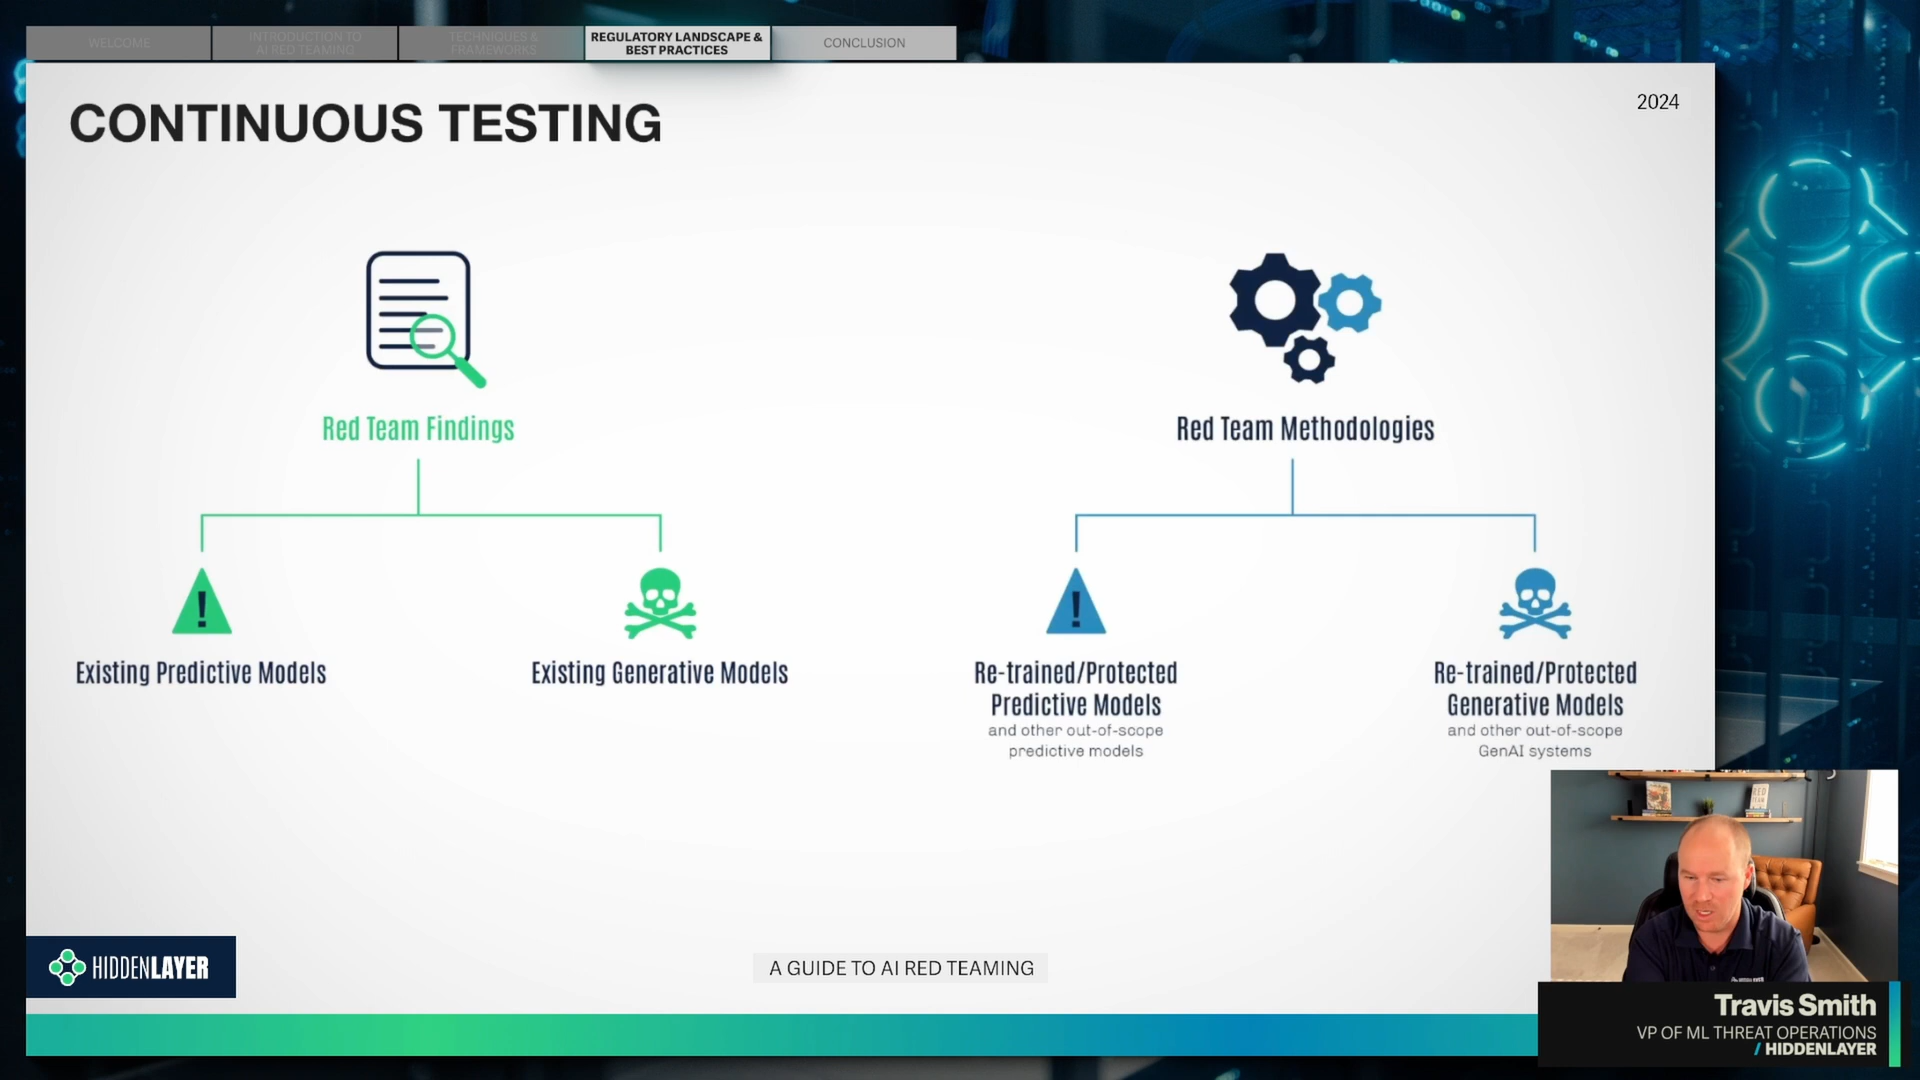 WELCOME
INTRODUCTION TO
AI RED TEAMING
TECHNIQUES &
FRAMEWORKS
REGULATORY LANDSCAPE &
BEST PRACTICES
CONCLUSION
CONTINUOUS TESTING
2024
Red Team Findings
Red Team Methodologies
Existing Predictive Models
Existing Generative Models
Re-trained/Protected
Predictive Models
and other out-of-scope
predictive models
Re-trained/Protected
Generative Models
and other out-of-scope
GenAI systems
HIDDENLAYER
A GUIDE TO AI RED TEAMING
RED
TEAM
Travis Smith
VP OF ML THREAT OPERATIONS
/ HIDDENLAYER